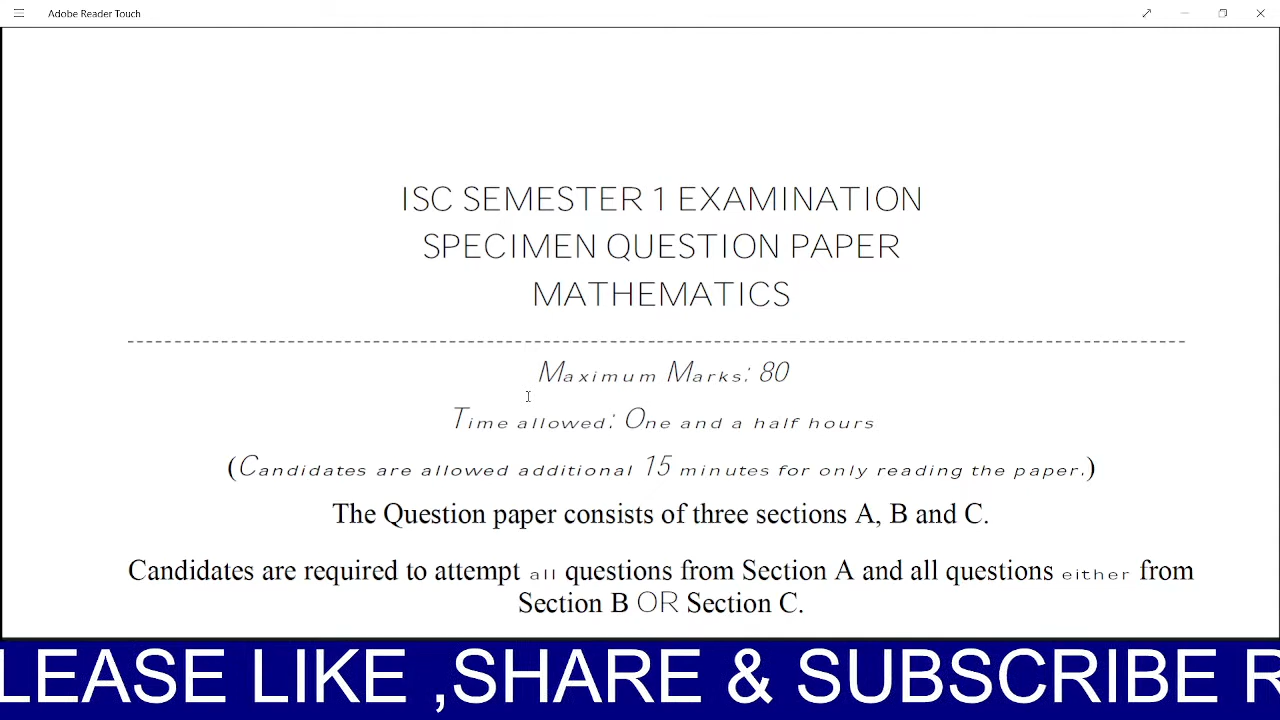 Adobe Reader Touch
ISC SEMESTER 1 EXAMINATION
SPECIMEN QUESTION PAPER
MATHEMATICS
--------------------------------------------------------------------------------------------------
Maximum Marks: 80
Time allowed: One and a half hours
(Candidates are allowed additional 15 minutes for only reading the paper.)
The Question paper consists of three sections A, B and C.
Candidates are required to attempt all questions from Section A and all questions either from
Section B OR Section C.
LEASE LIKE ,SHARE & SUBSCRIBE R